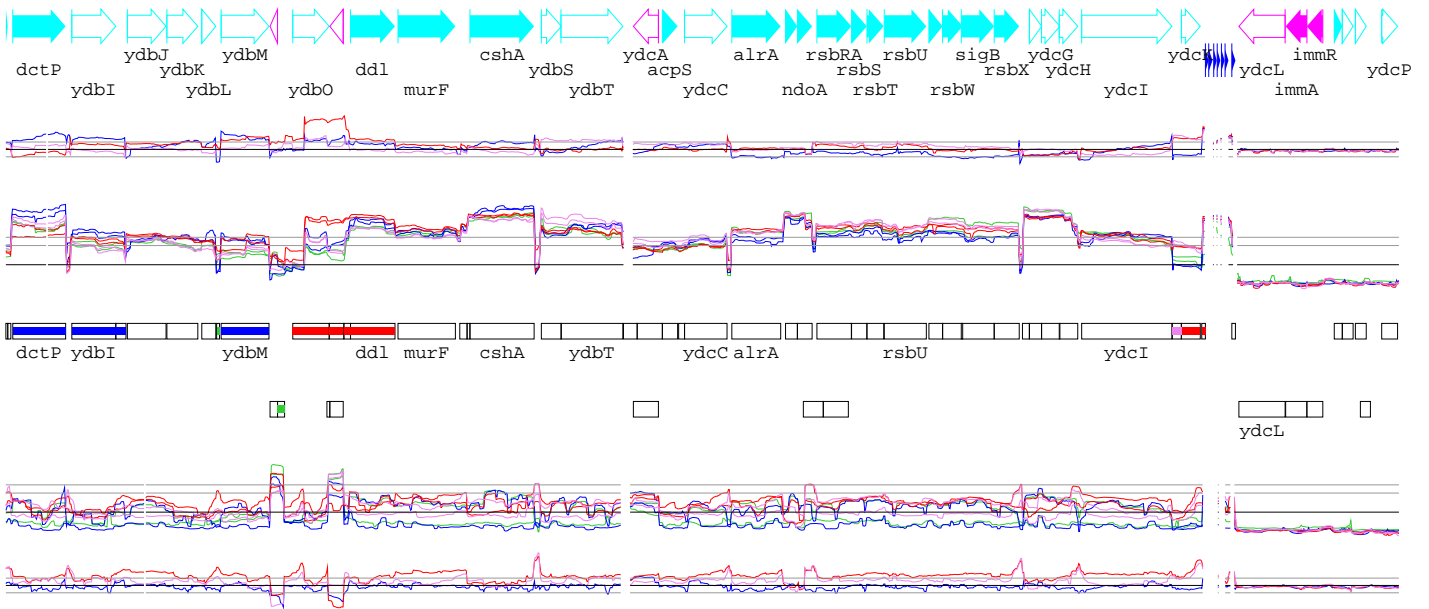 ydbJ ydbM cshA ydcA alrA rsbRA rsbU sigB ydcG ydcK immR
dctP ydbK ddl ydbS acpS rsbS rsbX ydcH ydcL ydcP
ydbI ydbL ydbO murF ydbT ydcC ndoA rsbT rsbW ydcI immA
dctP ydbI ydbM ddl murF cshA ydbT ydcC alrA rsbU ydcI
ydcL